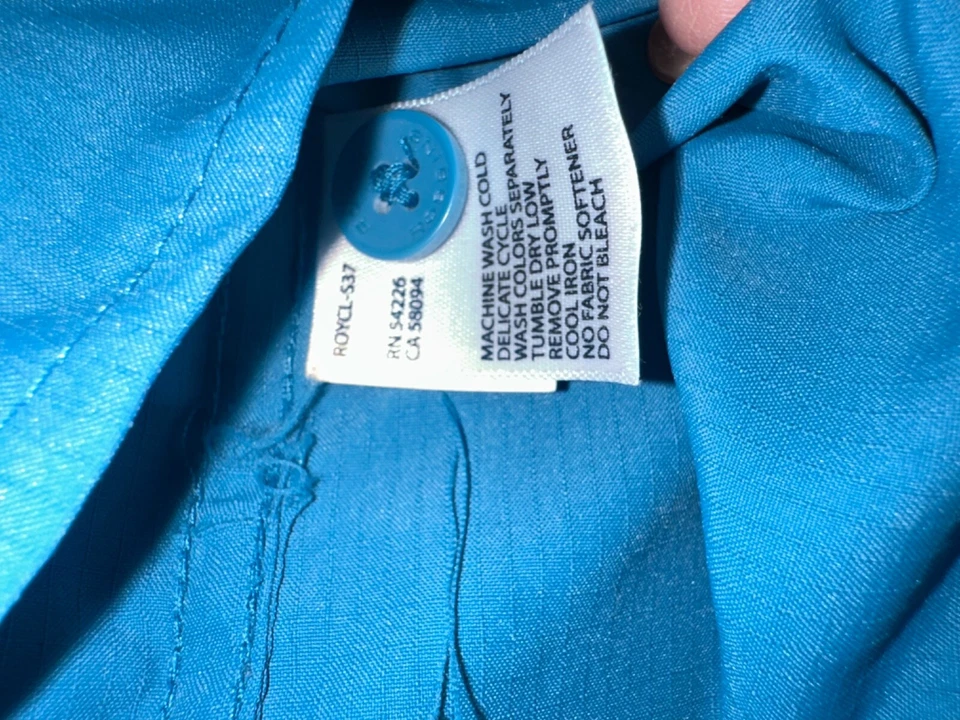 ROYCL-S37
RN 54226
CA 58094
MACHINE WASH COLD
DELICATE CYCLE
WASH COLORS SEPARATELY
TUMBLE DRY LOW
REMOVE PROMPTLY
COOL IRON
NO FABRIC SOFTENER
DO NOT BLEACH